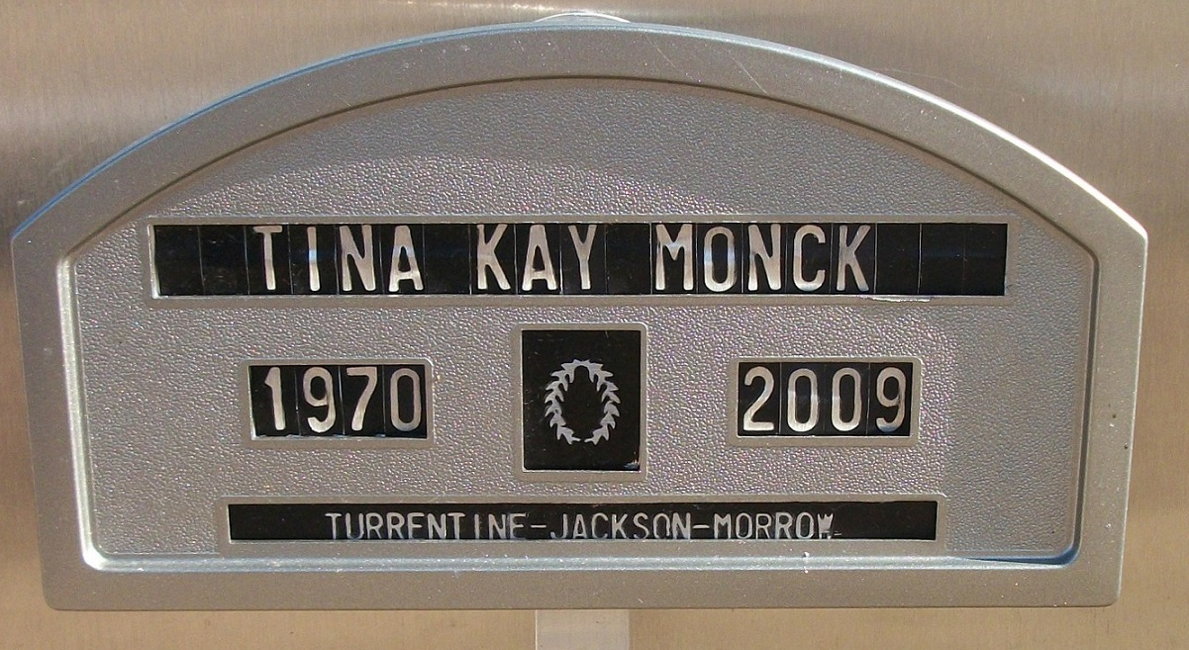 TINA KAY MONCK
1970 2009
TURRENTINE-JACKSON-MORROW